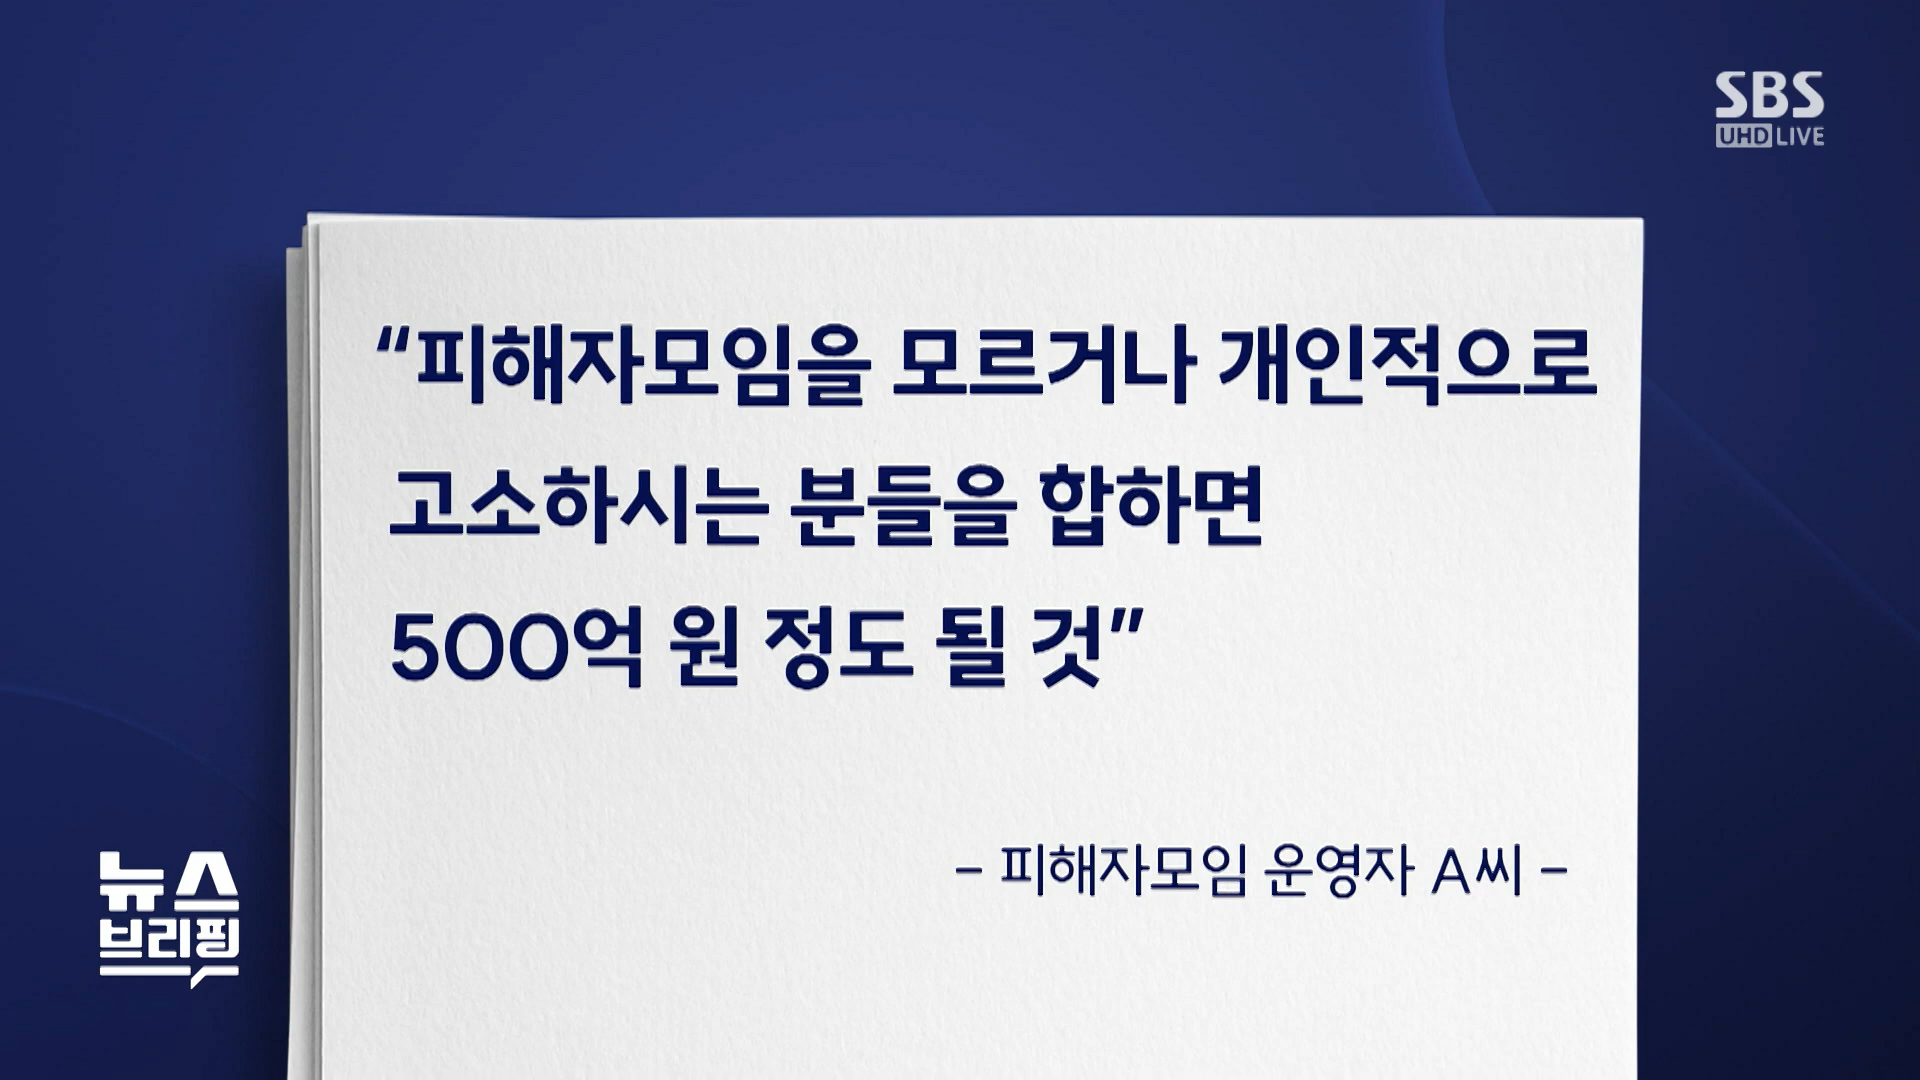 SBS
UHD LIVE
“피해자모임을 모르거나 개인적으로
고소하시는 분들을 합하면
500억 원 정도 될 것”
– 피해자모임 운영자 A씨 –
뉴스
브리핑